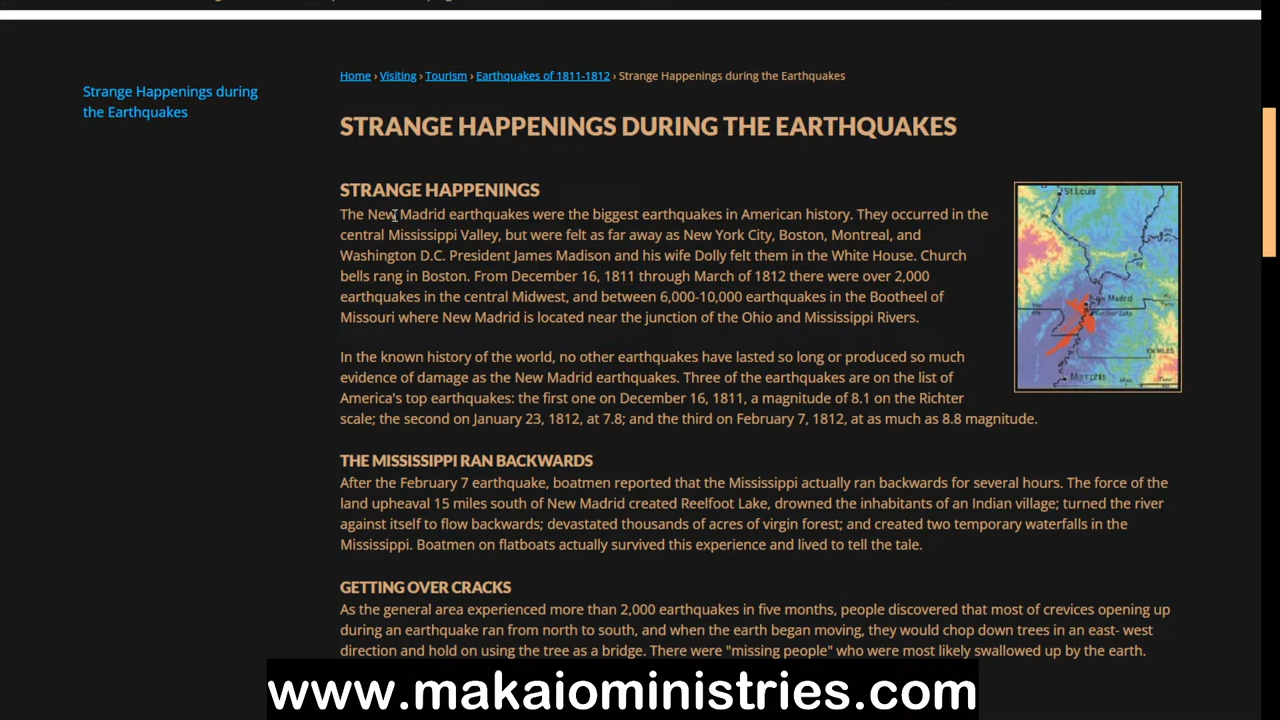 Home › Visiting › Tourism › Earthquakes of 1811-1812 › Strange Happenings during the Earthquakes
Strange Happenings during
the Earthquakes
STRANGE HAPPENINGS DURING THE EARTHQUAKES
STRANGE HAPPENINGS
The New Madrid earthquakes were the biggest earthquakes in American history. They occurred in the
central Mississippi Valley, but were felt as far away as New York City, Boston, Montreal, and
Washington D.C. President James Madison and his wife Dolly felt them in the White House. Church
bells rang in Boston. From December 16, 1811 through March of 1812 there were over 2,000
earthquakes in the central Midwest, and between 6,000-10,000 earthquakes in the Bootheel of
Missouri where New Madrid is located near the junction of the Ohio and Mississippi Rivers.
St Louis
New Madrid
Memphis
In the known history of the world, no other earthquakes have lasted so long or produced so much
evidence of damage as the New Madrid earthquakes. Three of the earthquakes are on the list of
America's top earthquakes: the first one on December 16, 1811, a magnitude of 8.1 on the Richter
scale; the second on January 23, 1812, at 7.8; and the third on February 7, 1812, at as much as 8.8 magnitude.
THE MISSISSIPPI RAN BACKWARDS
After the February 7 earthquake, boatmen reported that the Mississippi actually ran backwards for several hours. The force of the
land upheaval 15 miles south of New Madrid created Reelfoot Lake, drowned the inhabitants of an Indian village; turned the river
against itself to flow backwards; devastated thousands of acres of virgin forest; and created two temporary waterfalls in the
Mississippi. Boatmen on flatboats actually survived this experience and lived to tell the tale.
GETTING OVER CRACKS
As the general area experienced more than 2,000 earthquakes in five months, people discovered that most of crevices opening up
during an earthquake ran from north to south, and when the earth began moving, they would chop down trees in an east- west
direction and hold on using the tree as a bridge. There were "missing people" who were most likely swallowed up by the earth.
www.makaioministries.com